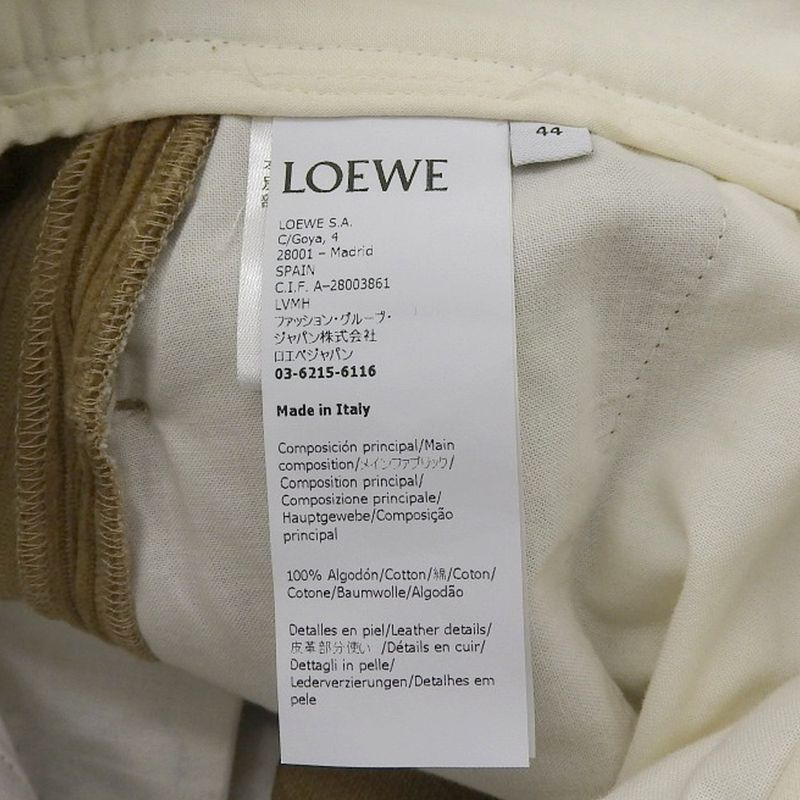 44
LOEWE
LOEWE S.A.
C/Goya, 4
28001 – Madrid
SPAIN
C.I.F. A–28003861
LVMH
ファッション・グループ・
ジャパン株式会社
ロエベジャパン
03-6215-6116
Made in Italy
Composición principal/Main
composition/メインファブリック/
Composition principal/
Composizione principale/
Hauptgewebe/Composição
principal
100% Algodón/Cotton/綿/Coton/
Cotone/Baumwolle/Algodão
Detalles en piel/Leather details/
皮革部分使い /Détails en cuir/
Dettagli in pelle/
Lederverzierungen/Detalhes em
pele